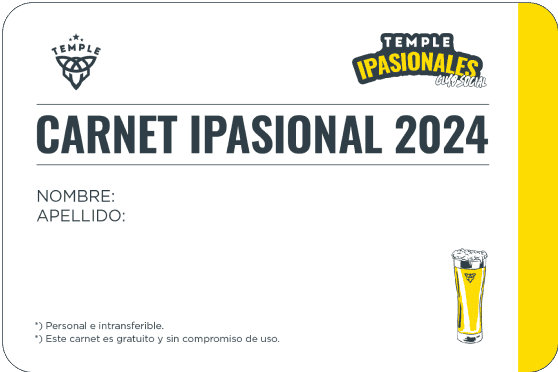 TEMPLE
TEMPLE
IPASIONALES
CLUB SOCIAL
CARNET IPASIONAL 2024
NOMBRE:
APELLIDO:
*) Personal e intransferible.
*) Este carnet es gratuito y sin compromiso de uso.